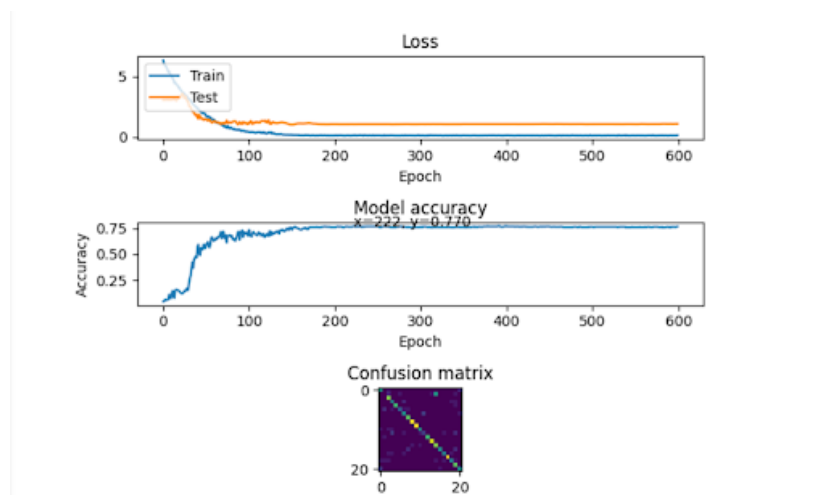 Loss
5
0
Train
Test
0 100 200 300 400 500 600
Epoch
Model accuracy
x=222, y=0.770
0.75
0.50
0.25
Accuracy
0 100 200 300 400 500 600
Epoch
Confusion matrix
0
20
0 20